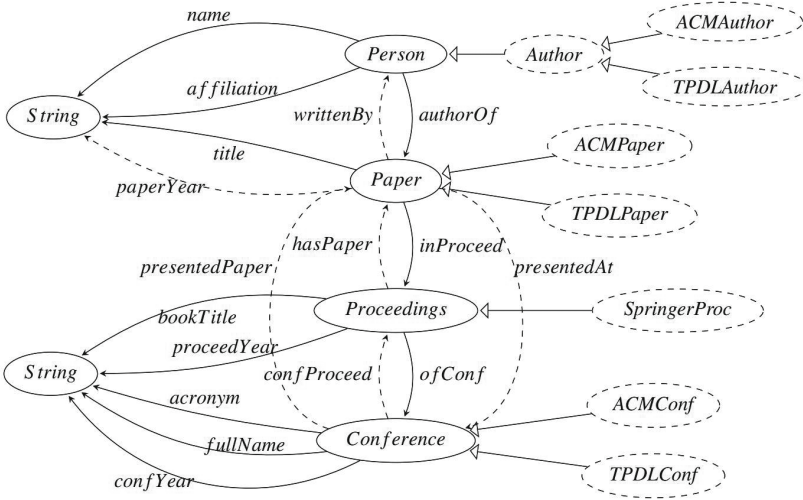 name
ACMAuthor
Person
Author
affiliation
TPDLAuthor
String
writtenBy
authorOf
title
ACMPaper
paperYear
Paper
TPDLPaper
hasPaper
inProceed
presentedPaper
presentedAt
bookTitle
Proceedings
SpringerProc
proceedYear
String
confProceed
ofConf
acronym
ACMConf
fullName
Conference
confYear
TPDLConf